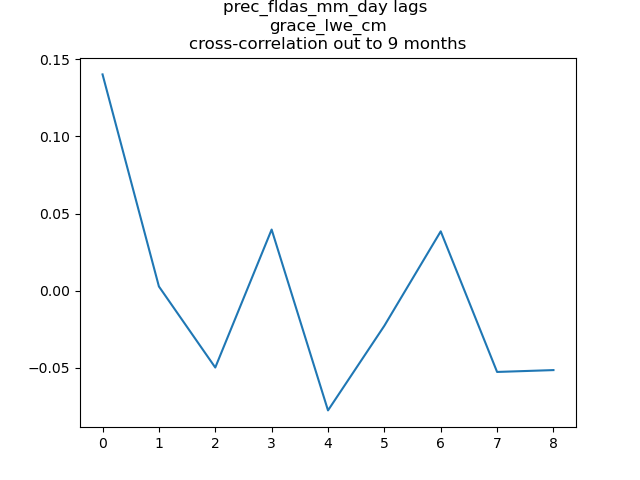 prec_fldas_mm_day lags
grace_lwe_cm
cross-correlation out to 9 months
0.15
0.10
0.05
0.00
−0.05
0 1 2 3 4 5 6 7 8